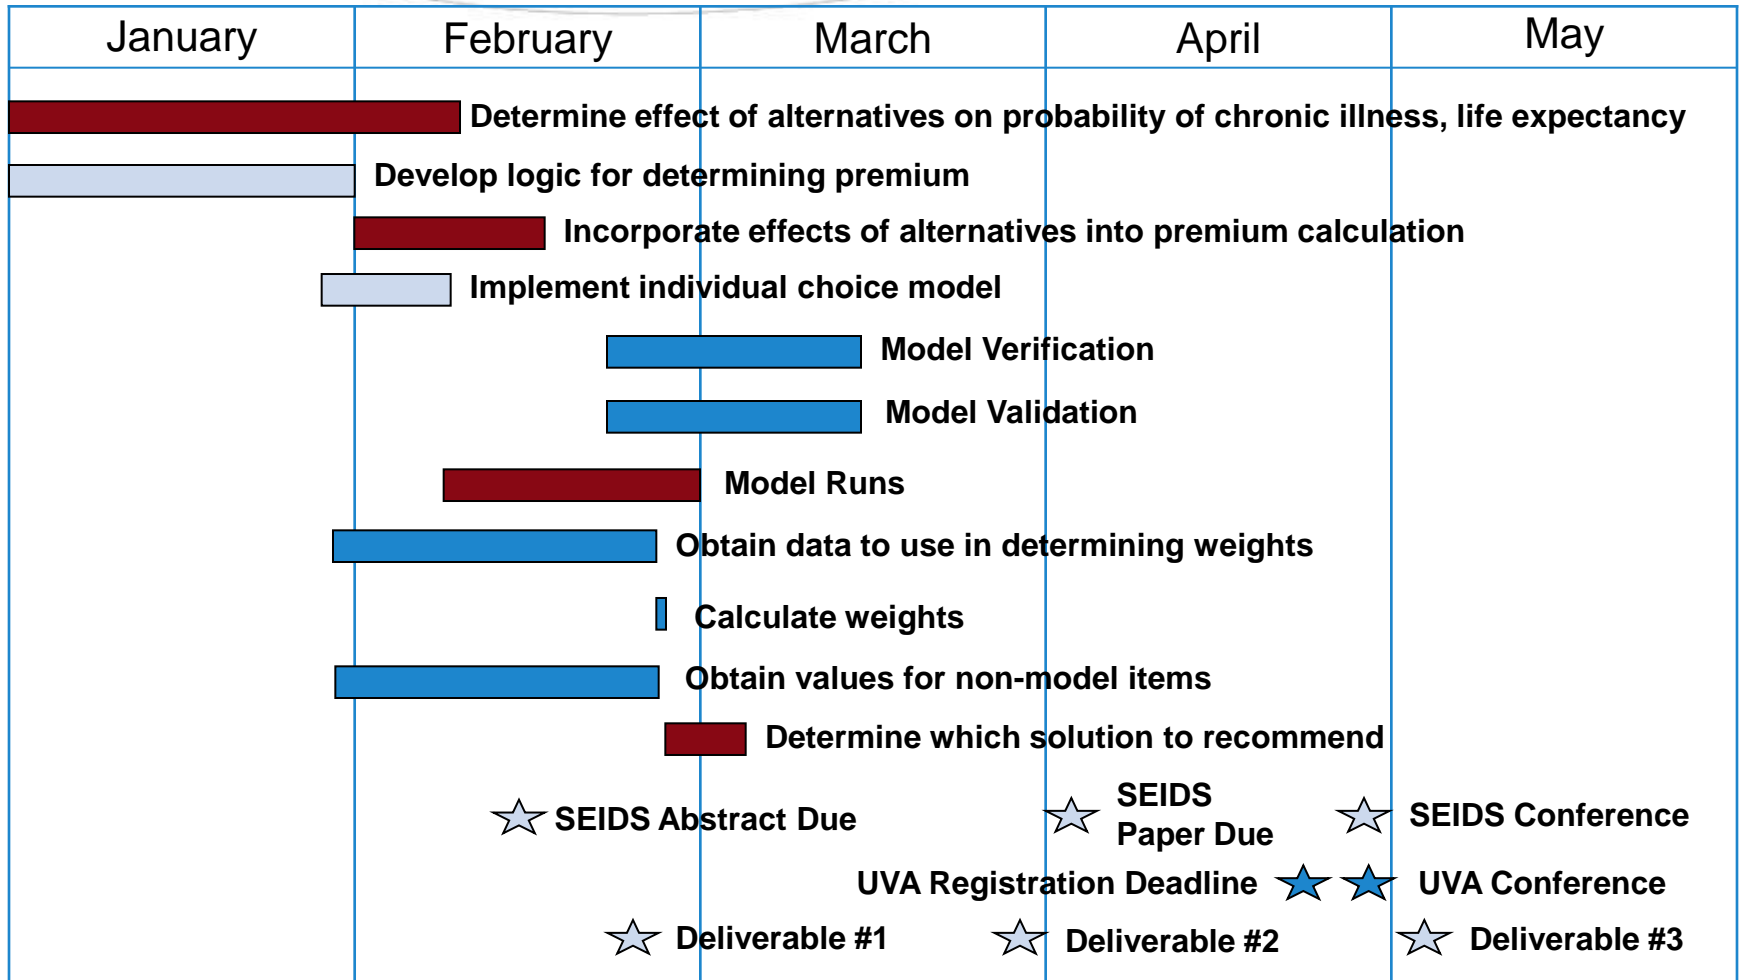 January
February
March
April
May
Determine effect of alternatives on probability of chronic illness, life expectancy
Develop logic for determining premium
Incorporate effects of alternatives into premium calculation
Implement individual choice model
Model Verification
Model Validation
Model Runs
Obtain data to use in determining weights
Calculate weights
Obtain values for non-model items
Determine which solution to recommend
SEIDS Abstract Due
SEIDS
Paper Due
SEIDS Conference
UVA Registration Deadline
UVA Conference
Deliverable #1
Deliverable #2
Deliverable #3